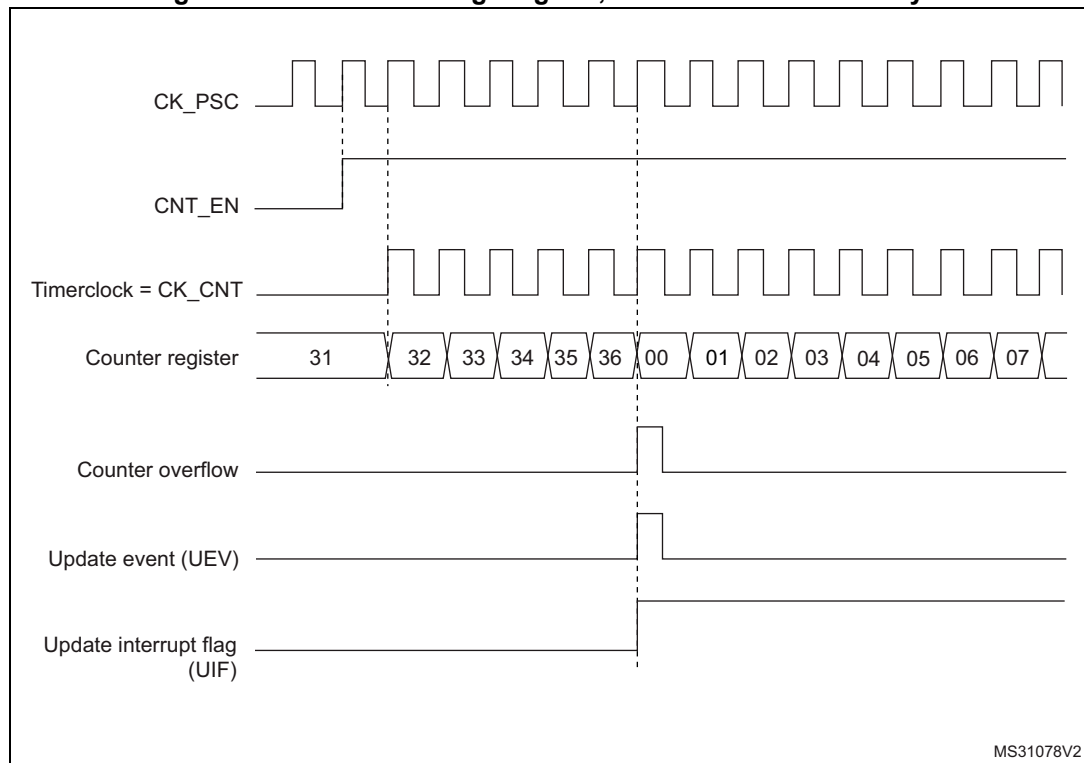 CK_PSC
CNT_EN
Timerclock = CK_CNT
Counter register 31 32 33 34 35 36 00 01 02 03 04 05 06 07
Counter overflow
Update event (UEV)
Update interrupt flag
(UIF)
MS31078V2